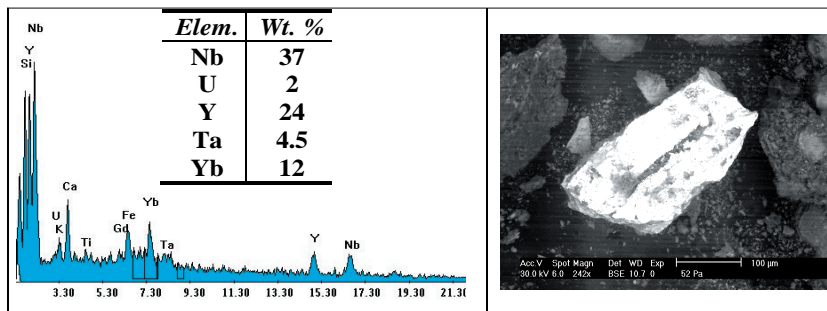 Nb
Y
Si
Ca
U
K
Ti
Fe
Gd
Yb
Ta
Y
Nb
3.30 5.30 7.30 9.30 11.30 13.30 15.30 17.30 19.30 21.30
Elem. Wt. %
Nb 37
U 2
Y 24
Ta 4.5
Yb 12
Acc.V Spot Magn Det WD Exp 100 µm
30.0 kV 6.0 242x BSE 10.7 0 52 Pa